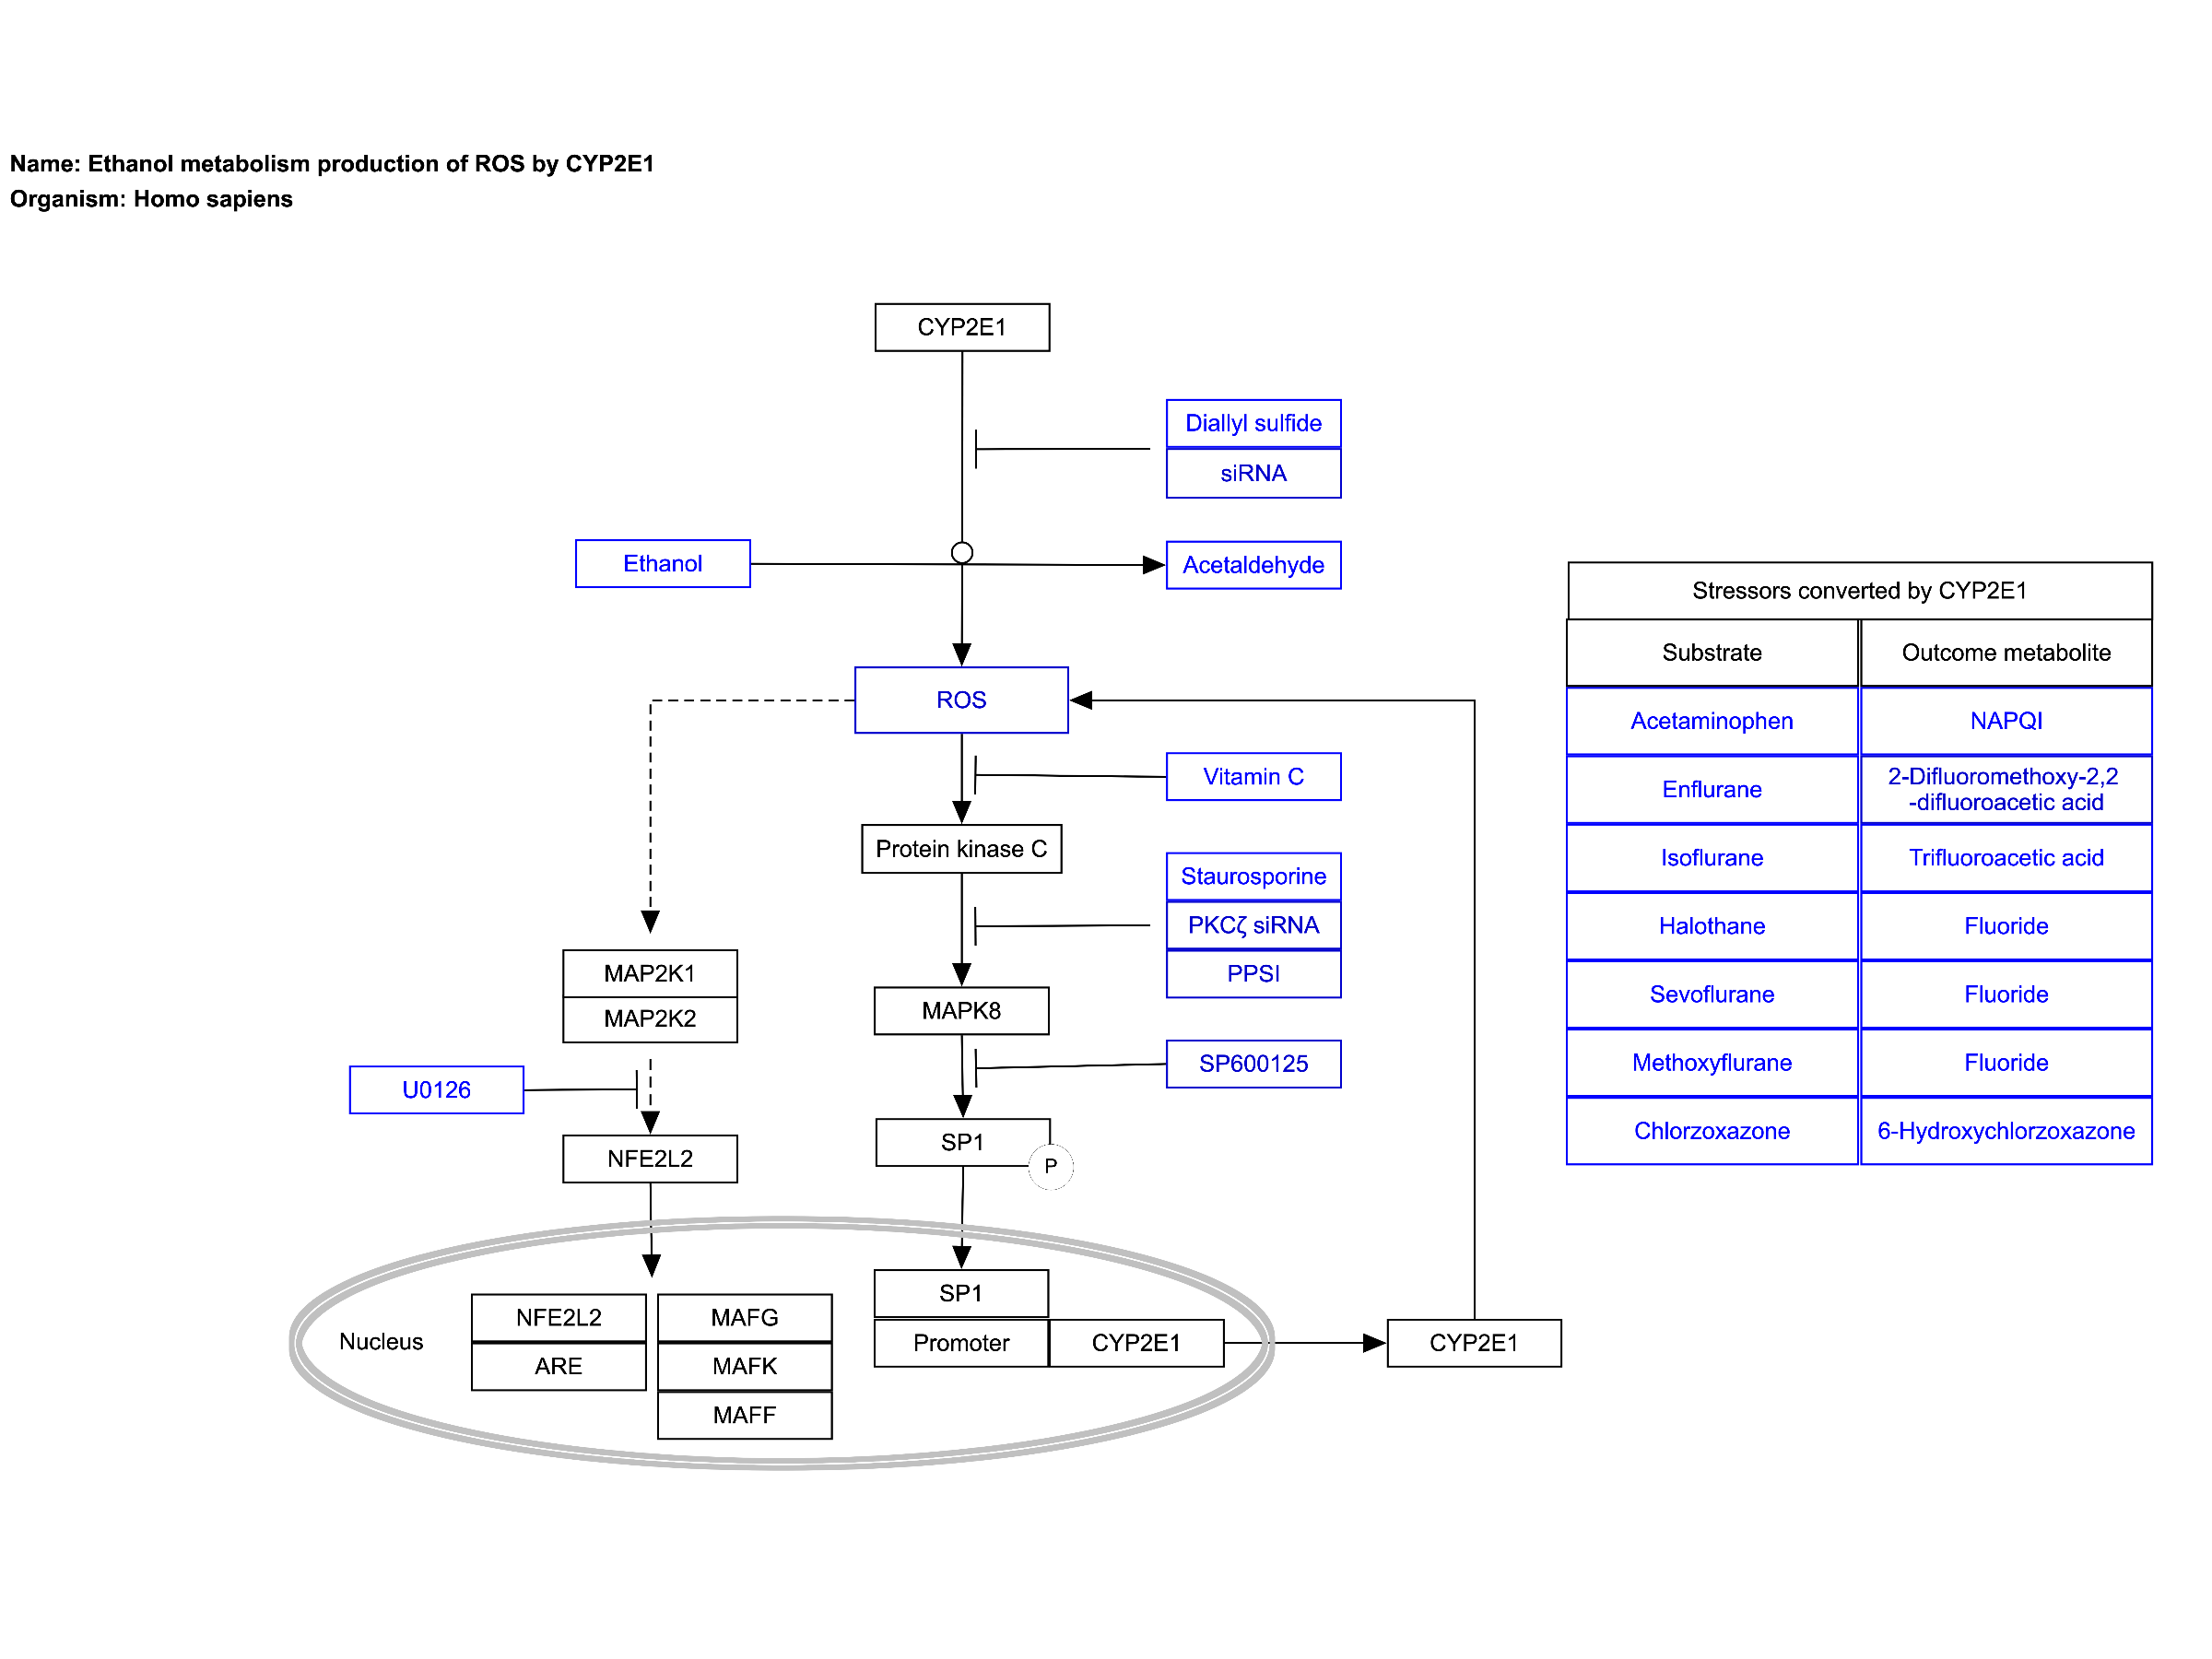 Name: Ethanol metabolism production of ROS by CYP2E1
Organism: Homo sapiens
CYP2E1
Diallyl sulfide
siRNA
Ethanol
Acetaldehyde
ROS
Vitamin C
Protein kinase C
Staurosporine
PKCζ siRNA
PPSI
MAP2K1
MAP2K2
MAPK8
SP600125
U0126
SP1
P
NFE2L2
Nucleus
NFE2L2
ARE
MAFG
MAFK
MAFF
SP1
Promoter
CYP2E1
CYP2E1
Stressors converted by CYP2E1
Substrate
Outcome metabolite
Acetaminophen
NAPQI
Enflurane
2-Difluoromethoxy-2,2
-difluoroacetic acid
Isoflurane
Trifluoroacetic acid
Halothane
Fluoride
Sevoflurane
Fluoride
Methoxyflurane
Fluoride
Chlorzoxazone
6-Hydroxychlorzoxazone